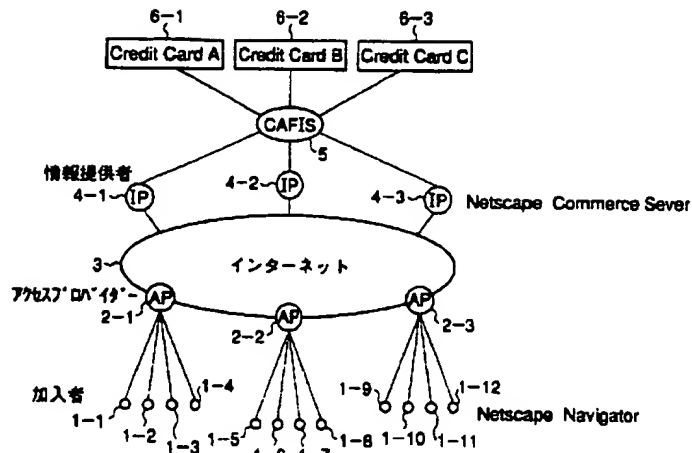 6-1 6-2 6-3
Credit Card A Credit Card B Credit Card C
CAFIS
5
情報提供者
4-1 IP 4-2 IP 4-3 IP Netscape Commerce Sever
3 インターネット
アクセスプロバイダー AP AP AP
2-1 2-2 2-3
加入者 1-4 1-9 1-12
1-1 1-2 1-3 1-5 1-8 1-10 1-11 Netscape Navigator